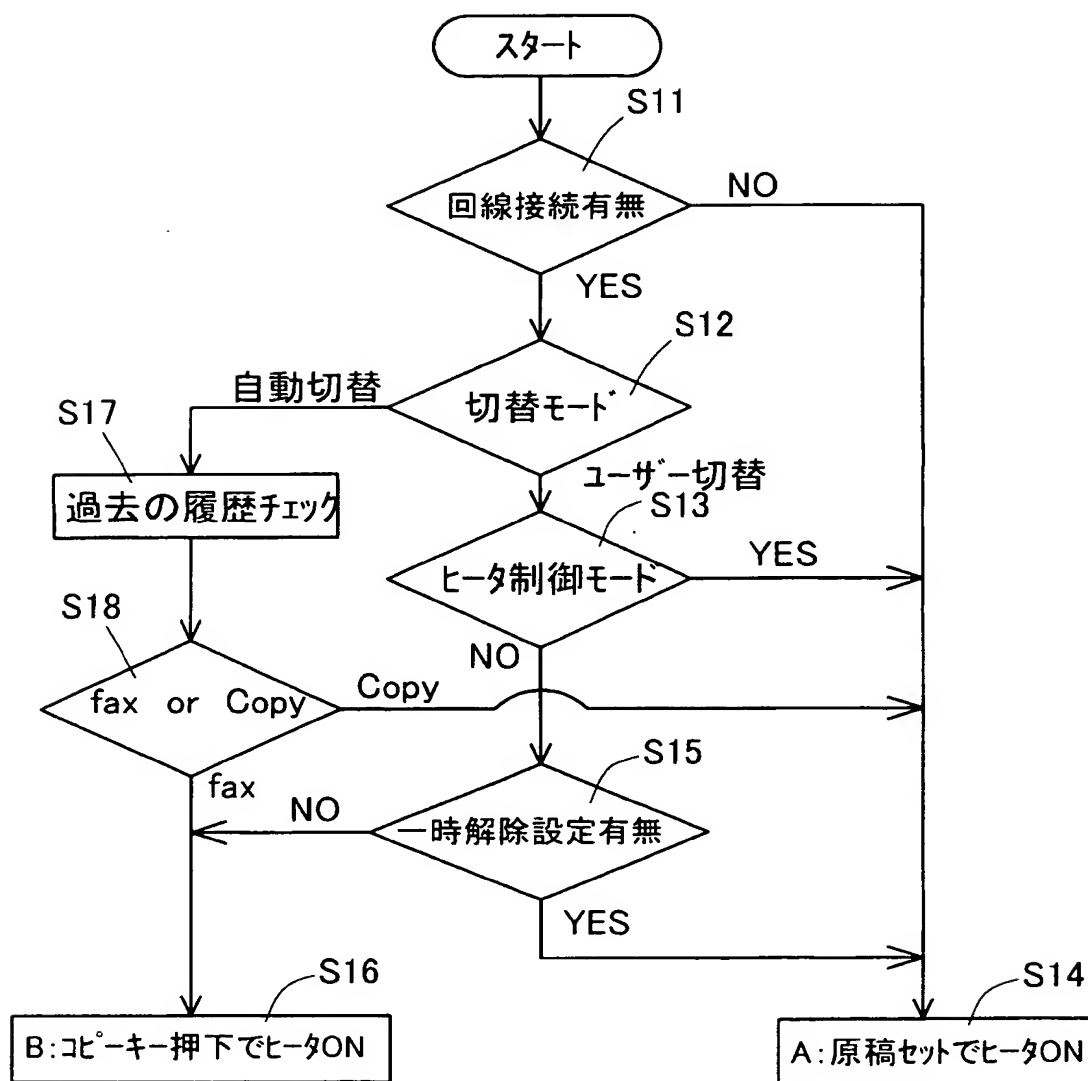 スタート
S11
回線接続有無
NO
YES
S12
自動切替
切替モード
S17
ユーザー切替
過去の履歴チェック
S13
ヒータ制御モード
YES
S18
NO
fax or Copy
Copy
S15
fax
NO
一時解除設定有無
YES
S16
S14
B:コピーキー押下でヒータON
A:原稿セットでヒータON